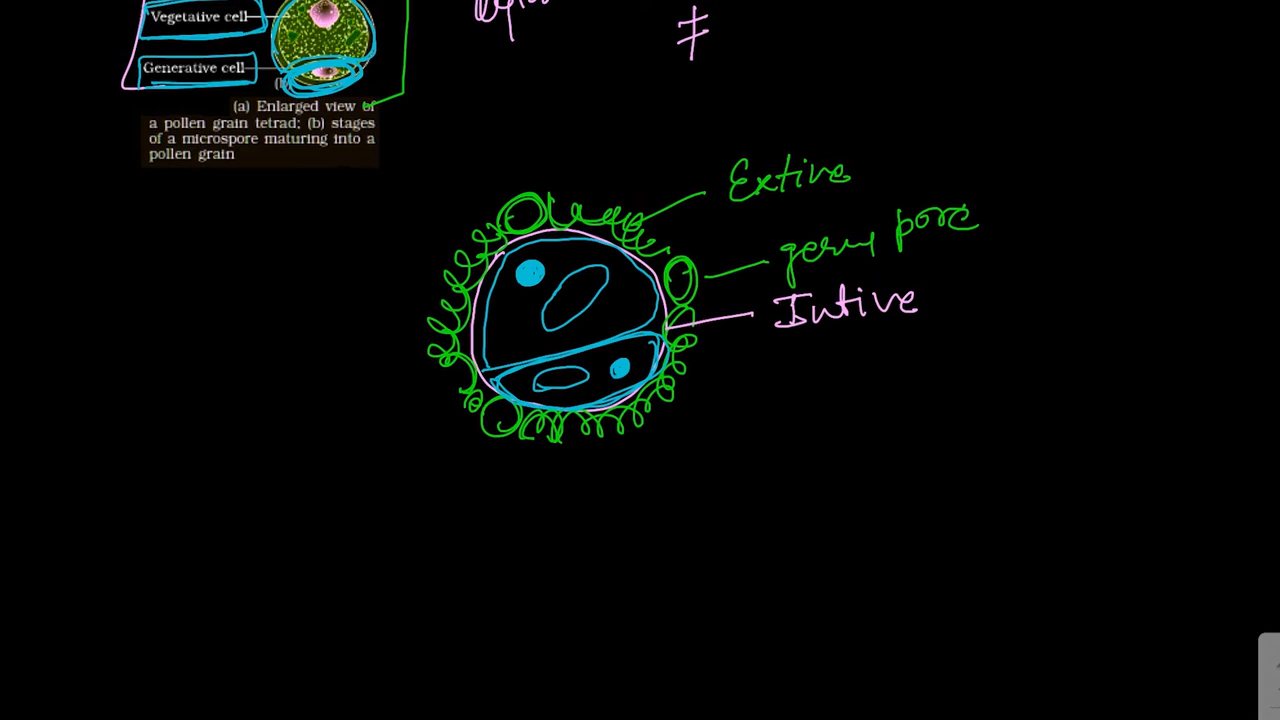 Vegetative cell
Generative cell
(a) Enlarged view of
a pollen grain tetrad; (b) stages
of a microspore maturing into a
pollen grain
Extine
germ pore
Intine